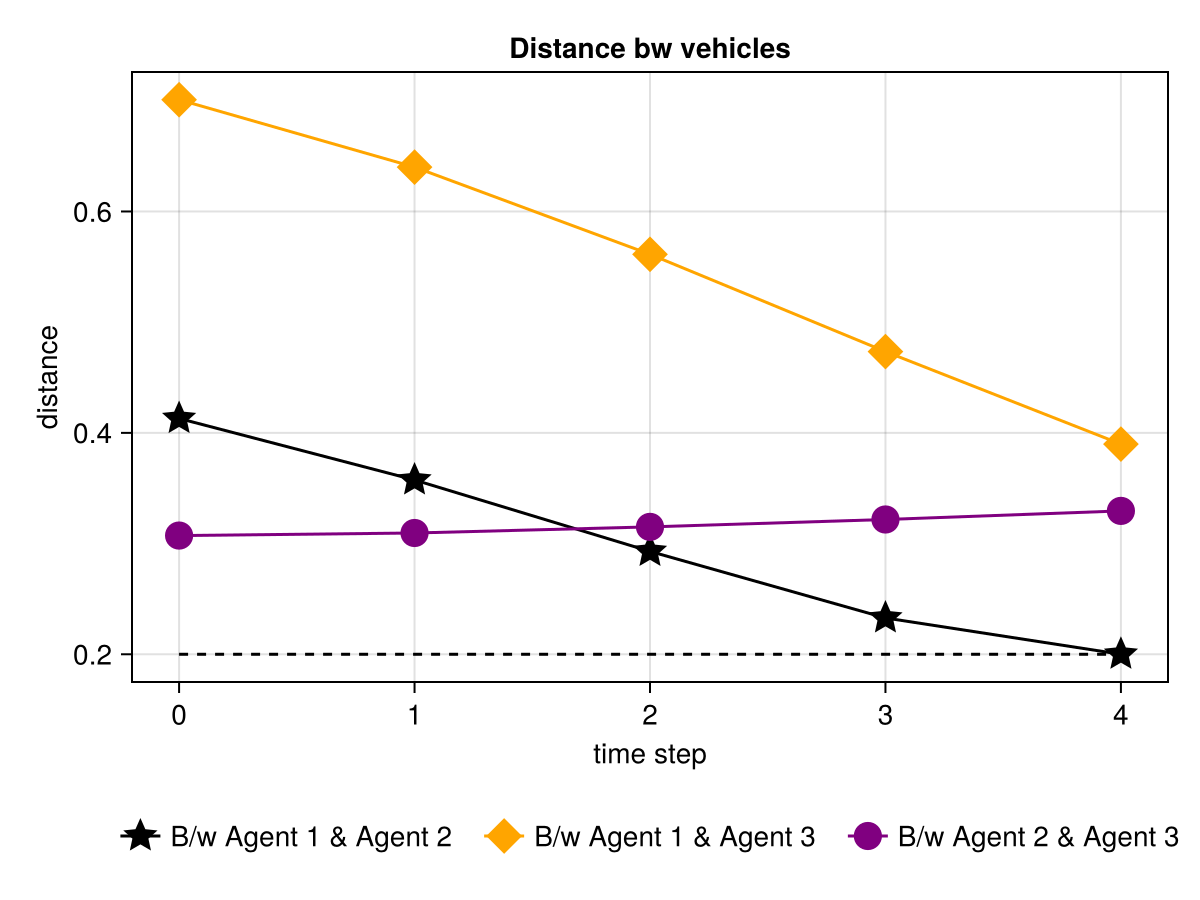 Distance bw vehicles
distance
0.6
0.4
0.2
0 1 2 3 4
time step
B/w Agent 1 & Agent 2 B/w Agent 1 & Agent 3 B/w Agent 2 & Agent 3